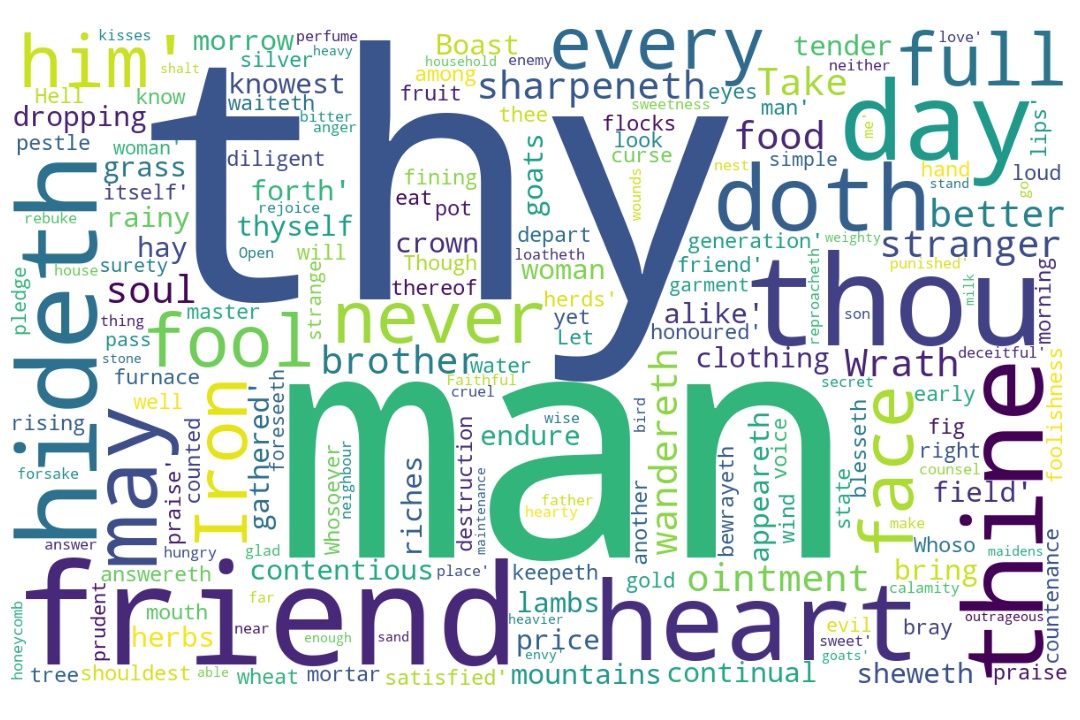 him'
kisses
shalt
morrow
silver
perfume
heavy
Boast
household
enemy
every
tender
neither
full
love'
Hell
know
knowest
fruit
among
sharpeneth
eyes
Take
dropping
waiteth
bitter
anger
thee
sweetness
man'
day
me'
lips'
pestle
woman'
thy
flocks
look
curse
food
grass
diligent
goats
simple
hand
loud
itself'
forth'
fining
wounds
nest
doth
stand
go
rebuke
rainy
rejoice
thyself
eat
pot
better
hideth
hay
Open
will
crown
depart
generation'
weighty
stranger
house
surety
Though
loatheth
woman
friend'
punished'
pledge
soul
strange
thereof
herds'
garment
reproacheth
milk
morning
thing
master
never
yet
alike'
thou
son
pass
fool
Let
honoured'
stone
brother
water
clothing
Wrath
deceitful'
furnace
Iron
foreseeth
Faithful
cruel
wandereth
secret
well
may
gathered'
man
wise
bird
face
early
foolishness
rising
counted
endure
blesseth
fig
praise'
Whosoever
neighbour
riches
destruction
maintenance
father
hearty
another
bewrayeth
appeareth
voice
wind
state
right
counsel
forsake
field'
thine
make
answer
hungry
glad
Whoso
maidens
countenance
answereth
contentious
place'
keepeth
gold
ointment
bring
calamity
friend
far
lambs
heart
honeycomb
prudent
mouth
herbs
near
enough
sand
heavier
price
envy'
evil
sweet'
goats'
bray
outrageous
tree
shouldest
able
wheat
mortar
satisfied'
mountains
continual
sheweth
praise